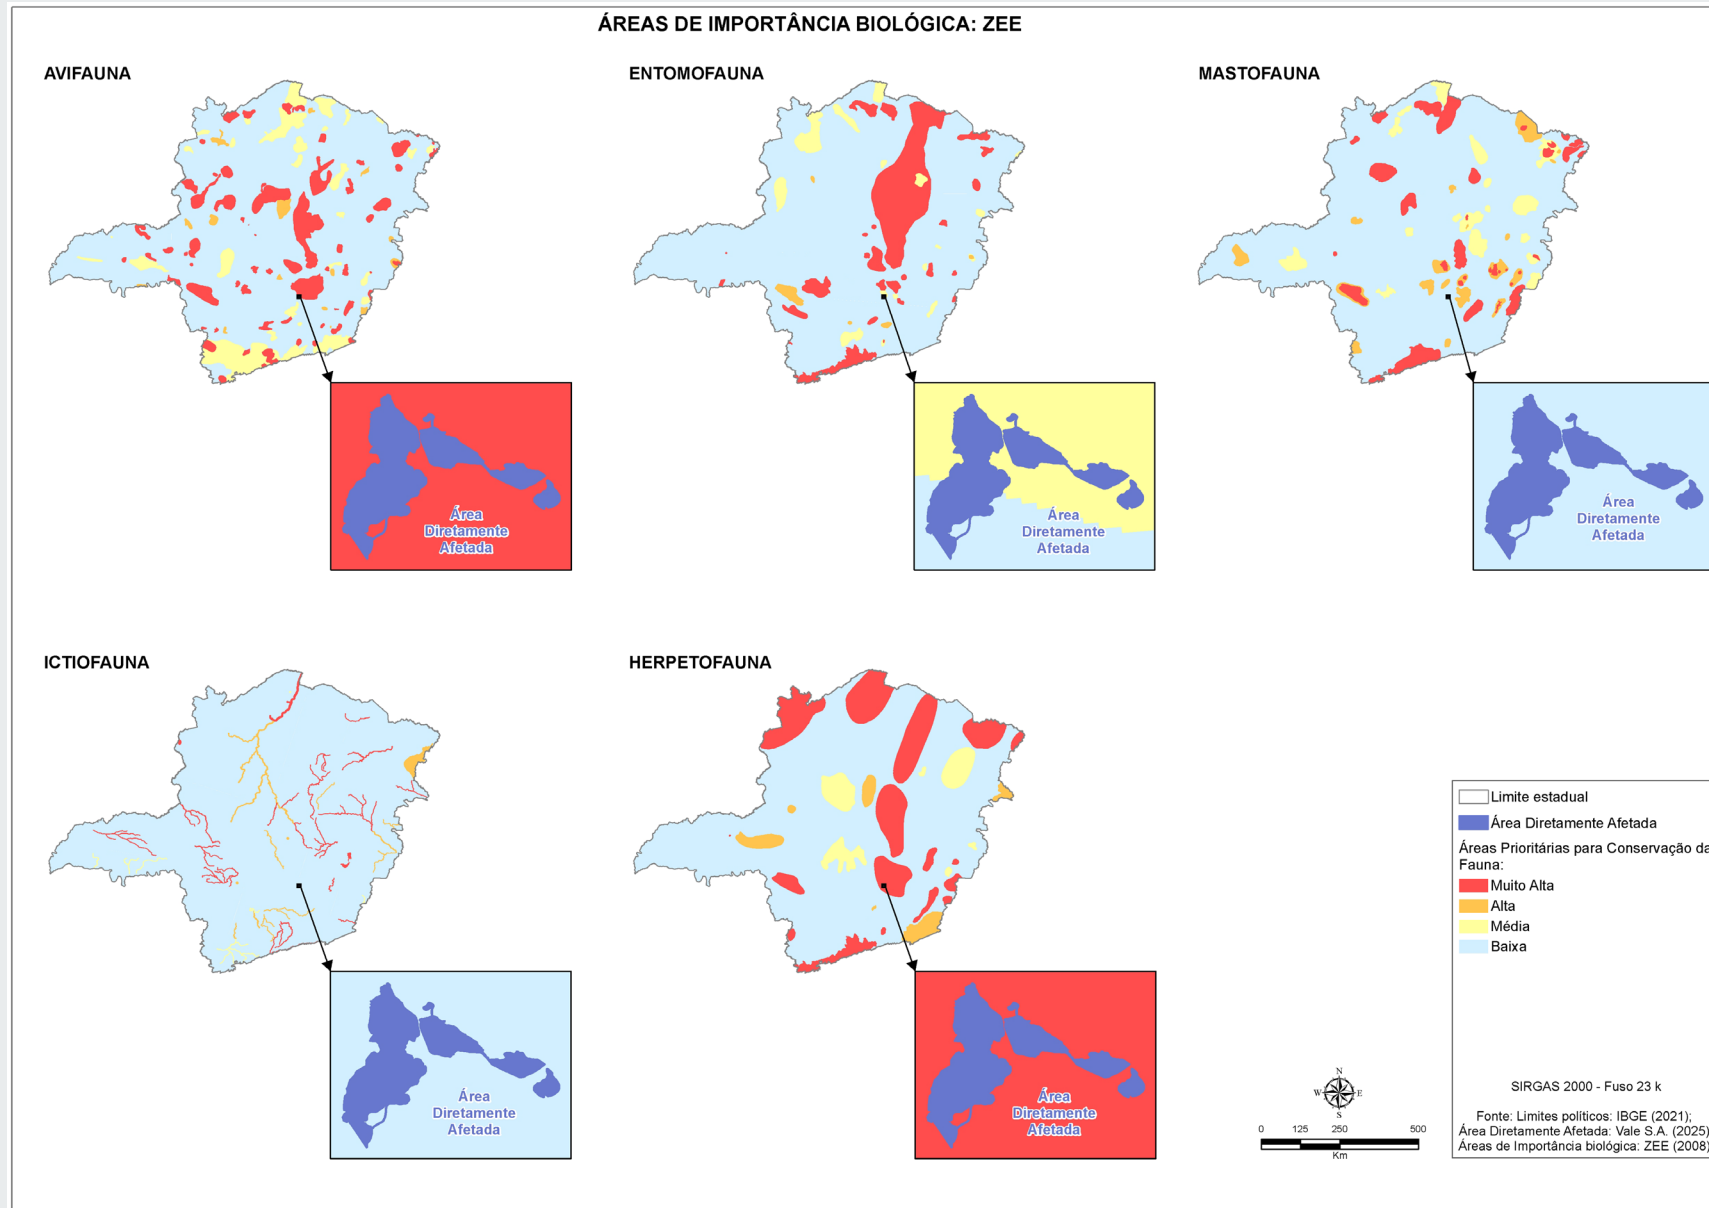 ÁREAS DE IMPORTÂNCIA BIOLÓGICA: ZEE
AVIFAUNA
ENTOMOFAUNA
MASTOFAUNA
Área
Diretamente
Afetada
Área
Diretamente
Afetada
Área
Diretamente
Afetada
ICTIOFAUNA
HERPETOFAUNA
Área
Diretamente
Afetada
Área
Diretamente
Afetada
Limite estadual
Área Diretamente Afetada
Áreas Prioritárias para Conservação da
Fauna:
Muito Alta
Alta
Média
Baixa
N
W E
S
0 125 250 500
Km
SIRGAS 2000 - Fuso 23 k
Fonte: Limites políticos: IBGE (2021);
Área Diretamente Afetada: Vale S.A. (2025)
Áreas de Importância biológica: ZEE (2008)